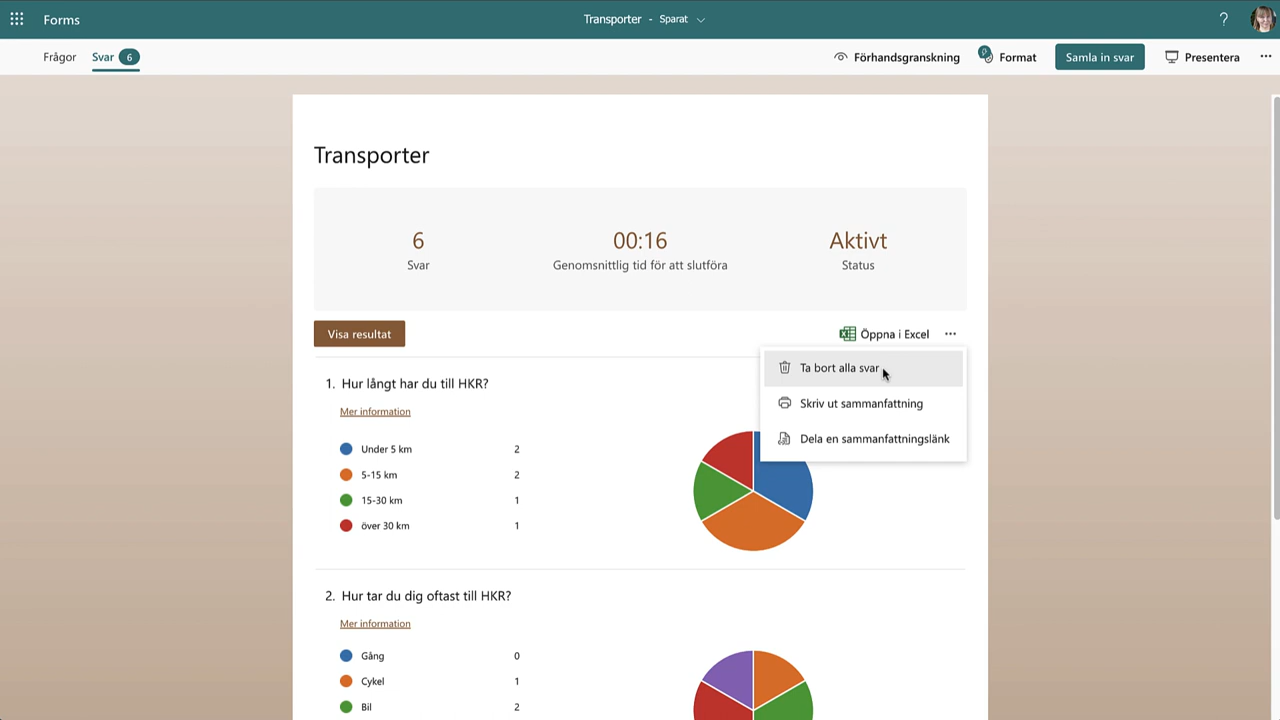 Forms
Transporter - Sparat
?
Frågor
Svar 6
Förhandsgranskning
Format
Samla in svar
Presentera
Transporter
6
Svar
00:16
Genomsnittlig tid för att slutföra
Aktivt
Status
Visa resultat
Öppna i Excel
Ta bort alla svar
Skriv ut sammanfattning
Dela en sammanfattningslänk
1. Hur långt har du till HKR?
Mer information
Under 5 km 2
5-15 km 2
15-30 km 1
över 30 km 1
2. Hur tar du dig oftast till HKR?
Mer information
Gång 0
Cykel 1
Bil 2